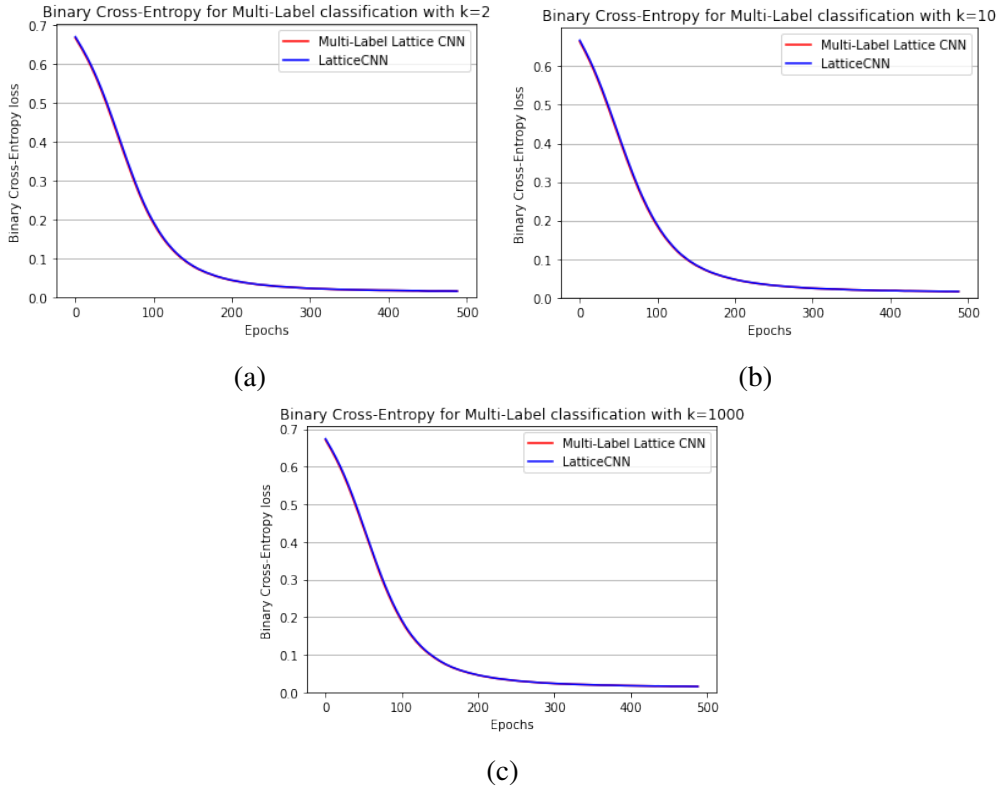 Binary Cross-Entropy for Multi-Label classification with k=2
Multi-Label Lattice CNN
LatticeCNN
Binary Cross-Entropy loss
0.7
0.6
0.5
0.4
0.3
0.2
0.1
0.0
0 100 200 300 400 500
Epochs
(a)
Binary Cross-Entropy for Multi-Label classification with k=10
Multi-Label Lattice CNN
LatticeCNN
Binary Cross-Entropy loss
0.6
0.5
0.4
0.3
0.2
0.1
0.0
0 100 200 300 400 500
Epochs
(b)
Binary Cross-Entropy for Multi-Label classification with k=1000
Multi-Label Lattice CNN
LatticeCNN
Binary Cross-Entropy loss
0.7
0.6
0.5
0.4
0.3
0.2
0.1
0.0
0 100 200 300 400 500
Epochs
(c)